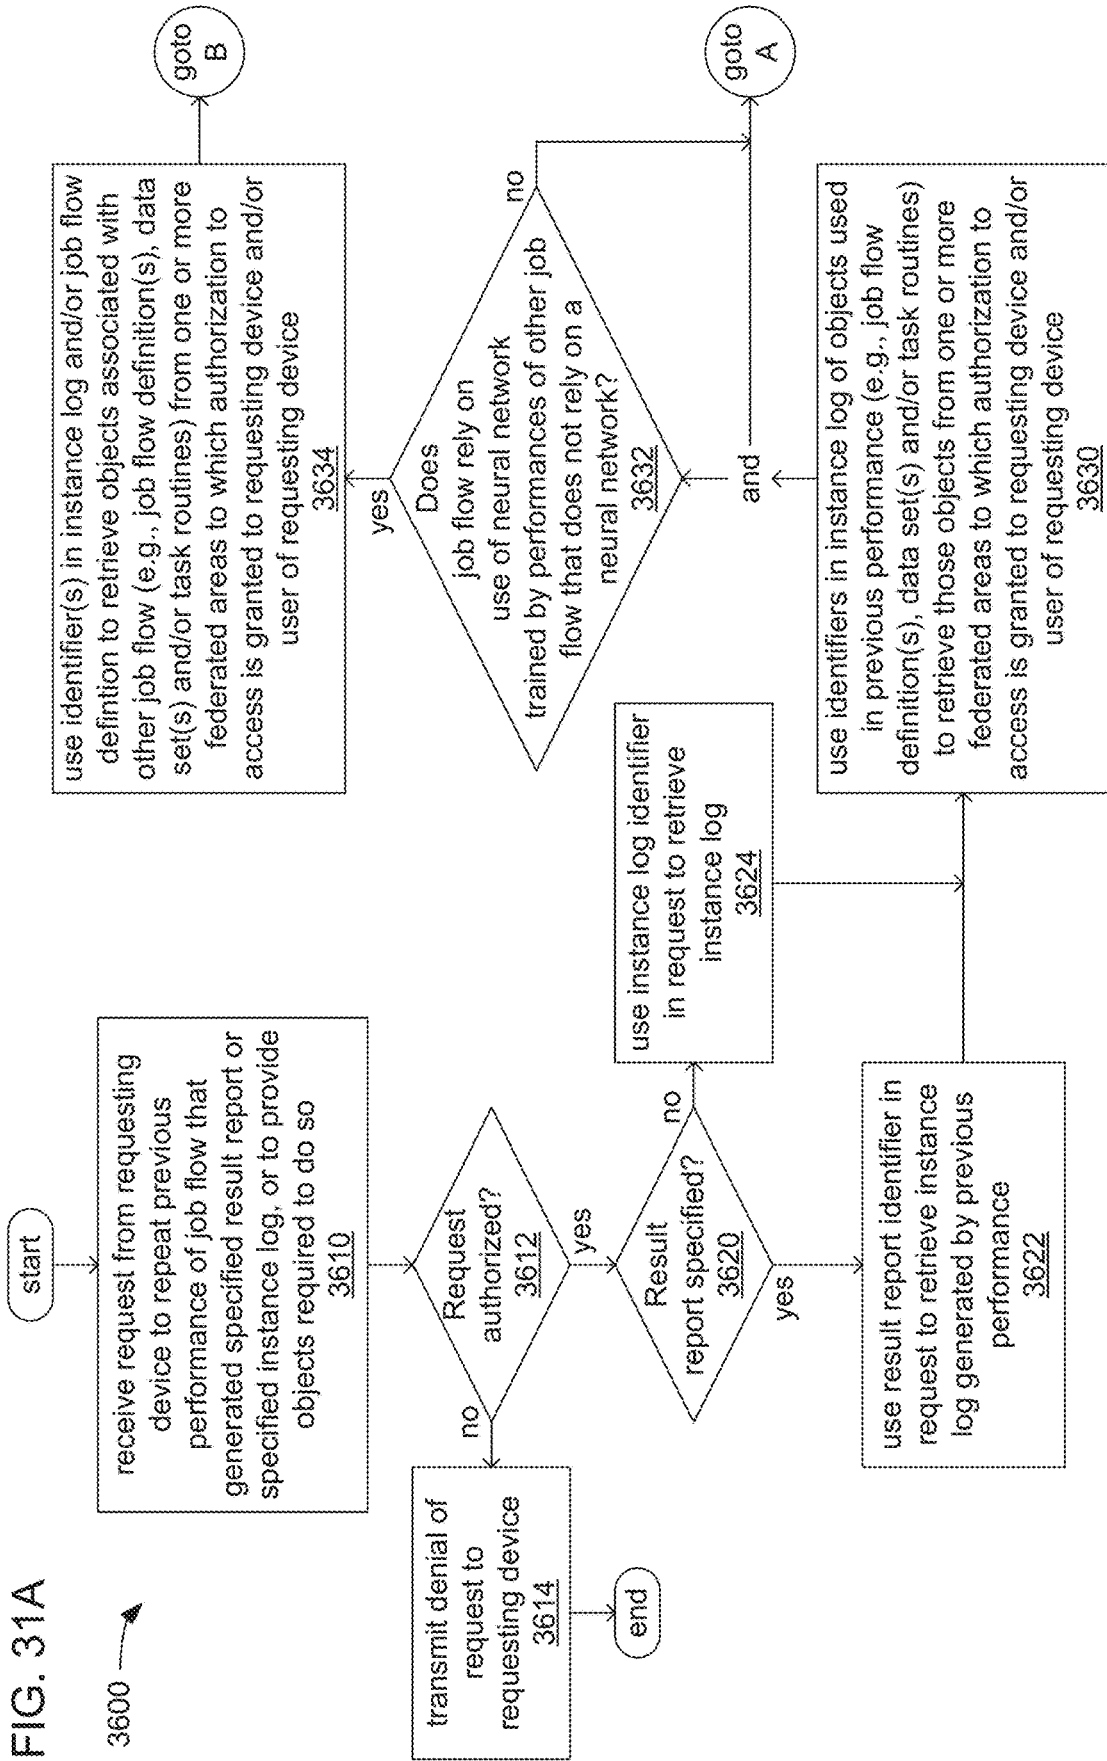 FIG. 31A
3600
start
receive request from requesting
device to repeat previous
performance of job flow that
generated specified result report or
specified instance log, or to provide
objects required to do so
3610
Request
authorized?
3612
no
yes
transmit denial of
request to
requesting device
3614
end
Result
report specified?
3620
no
yes
use instance log identifier
in request to retrieve
instance log
3624
use result report identifier in
request to retrieve instance
log generated by previous
performance
3622
use identifiers in instance log of objects used
in previous performance (e.g., job flow
definition(s), data set(s) and/or task routines)
to retrieve those objects from one or more
federated areas to which authorization to
access is granted to requesting device and/or
user of requesting device
3630
and
Does
job flow rely on
use of neural network
trained by performances of other job
flow that does not rely on a
neural network?
3632
no
yes
use identifier(s) in instance log and/or job flow
defintion to retrieve objects associated with
other job flow (e.g., job flow definition(s), data
set(s) and/or task routines) from one or more
federated areas to which authorization to
access is granted to requesting device and/or
user of requesting device
3634
goto
B
goto
A